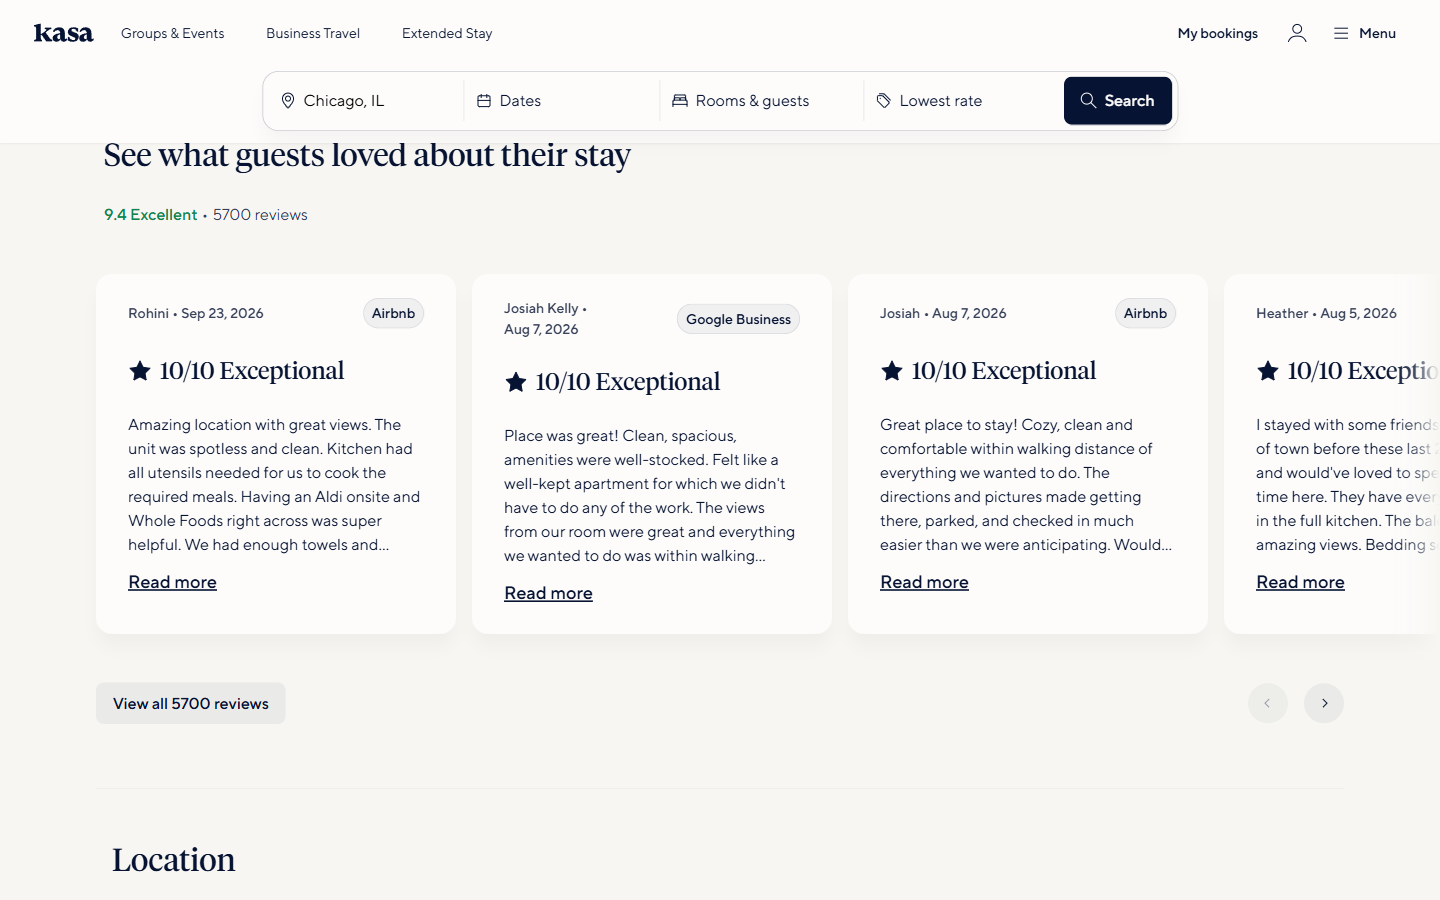 kasa
Groups & Events
Business Travel
Extended Stay
My bookings
Menu
Chicago, IL
Dates
Rooms & guests
Lowest rate
Search
See what guests loved about their stay
9.4 Excellent • 5700 reviews
Rohini • Sep 23, 2026
Airbnb
10/10 Exceptional
Amazing location with great views. The
unit was spotless and clean. Kitchen had
all utensils needed for us to cook the
required meals. Having an Aldi onsite and
Whole Foods right across was super
helpful. We had enough towels and...
Read more
Josiah Kelly •
Aug 7, 2026
Google Business
10/10 Exceptional
Place was great! Clean, spacious,
amenities were well-stocked. Felt like a
well-kept apartment for which we didn't
have to do any of the work. The views
from our room were great and everything
we wanted to do was within walking...
Read more
Josiah • Aug 7, 2026
Airbnb
10/10 Exceptional
Great place to stay! Cozy, clean and
comfortable within walking distance of
everything we wanted to do. The
directions and pictures made getting
there, parked, and checked in much
easier than we were anticipating. Would...
Read more
Heather • Aug 5, 2026
10/10
I stayed with some friends
of town before these last
and would've loved to
time here. They have
in the full kitchen. The
amazing views. Bedding
Read more
View all 5700 reviews
Location